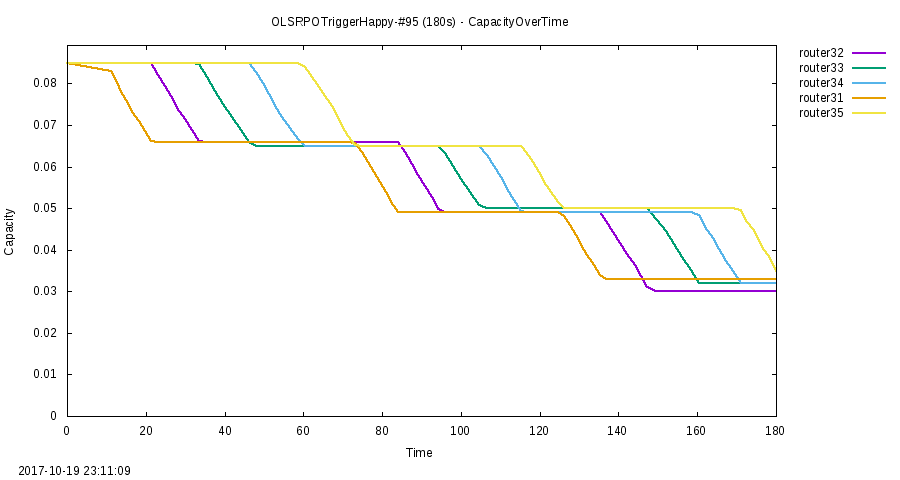 OLSRPOTriggerHappy-#95 (180s) - CapacityOverTime
router32
router33
router34
router31
router35
0.08
0.07
0.06
0.05
0.04
0.03
0.02
0.01
0
Capacity
0 20 40 60 80 100 120 140 160 180
Time
2017-10-19 23:11:09